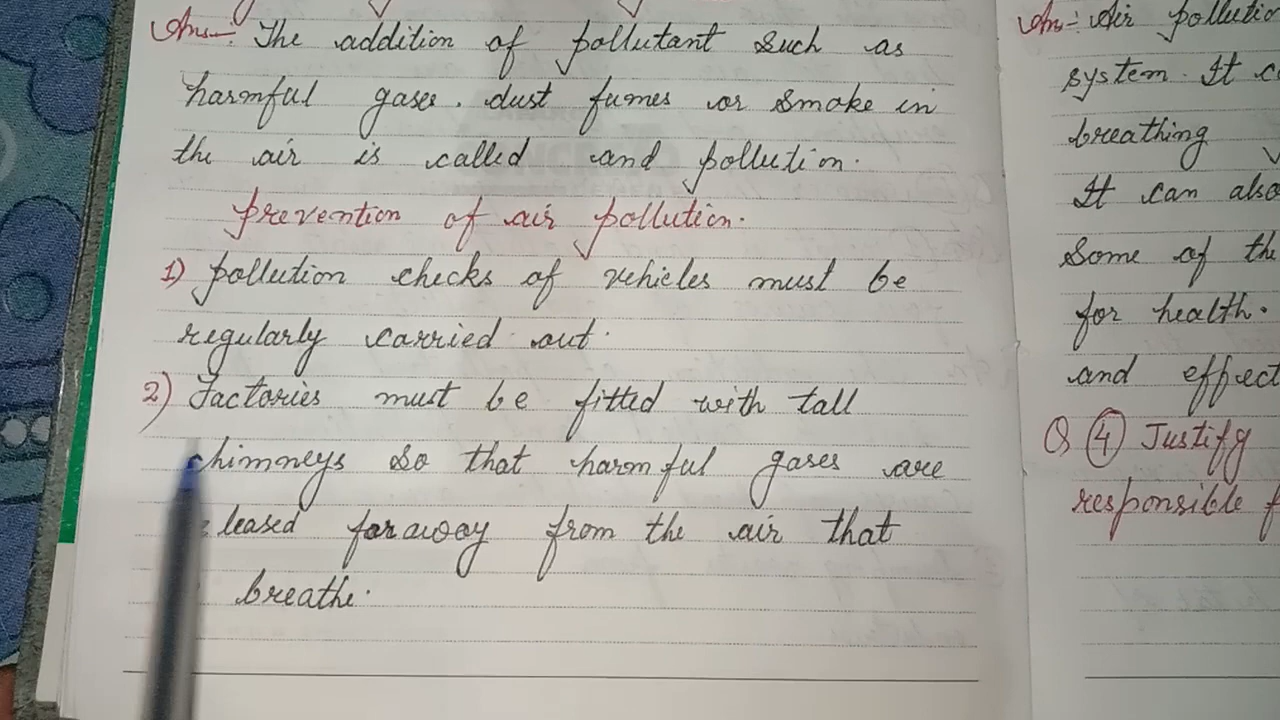 Ans:- The addition of pollutant such as
harmful gases. dust fumes or smoke in
the air is called and pollution.
Prevention of air pollution.
1) Pollution checks of vehicles must be
regularly carried out.
2) Factories must be fitted with tall
chimneys so that harmful gases are
leased faraway from the air that
breathe.
Ans:- Air pollutio
system. It c
breathing
It can also
Some of the
for health.
and effect
Q 4 Justify
responsible f